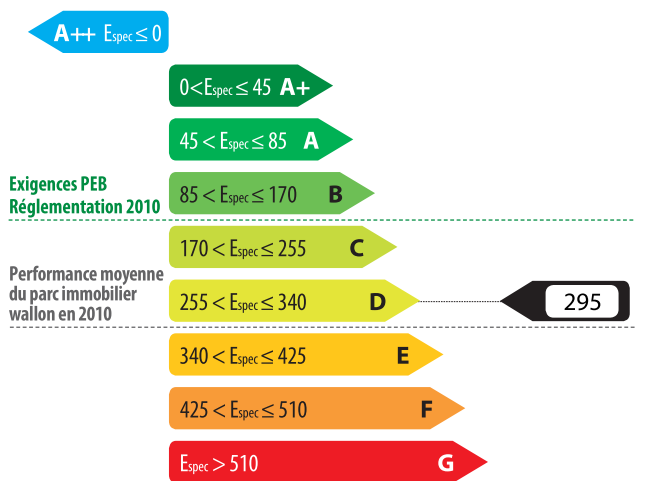 A++ Espec ≤ 0
0<Espec ≤ 45 A+
45 < Espec ≤ 85 A
Exigences PEB
Réglementation 2010
85 < Espec ≤ 170 B
170 < Espec ≤ 255 C
Performance moyenne
du parc immobilier
wallon en 2010
255 < Espec ≤ 340 D
295
340 < Espec ≤ 425 E
425 < Espec ≤ 510 F
Espec > 510 G